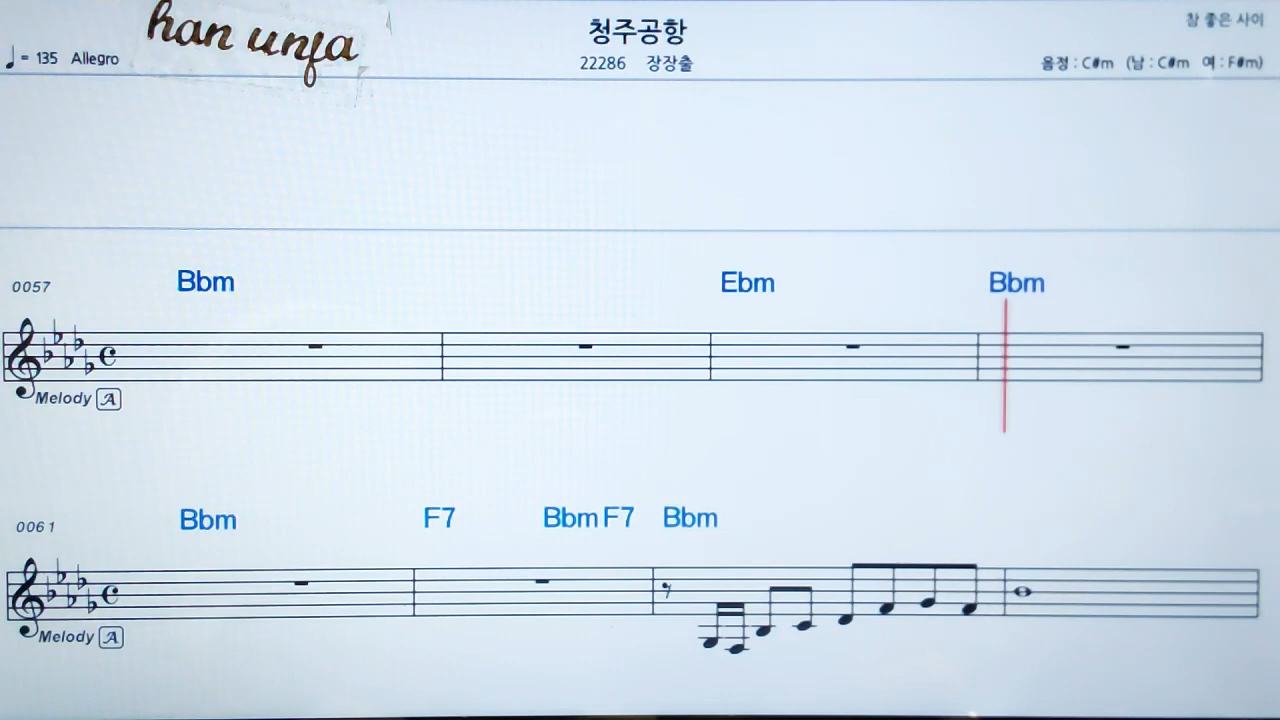 han unja
청주공항
참 좋은 사이
♩= 135 Allegro
22286 장장출
음정 : C#m (남 : C#m 여 : F#m)
0057 Bbm Ebm Bbm
Melody A
0061 Bbm F7 Bbm F7 Bbm
Melody A